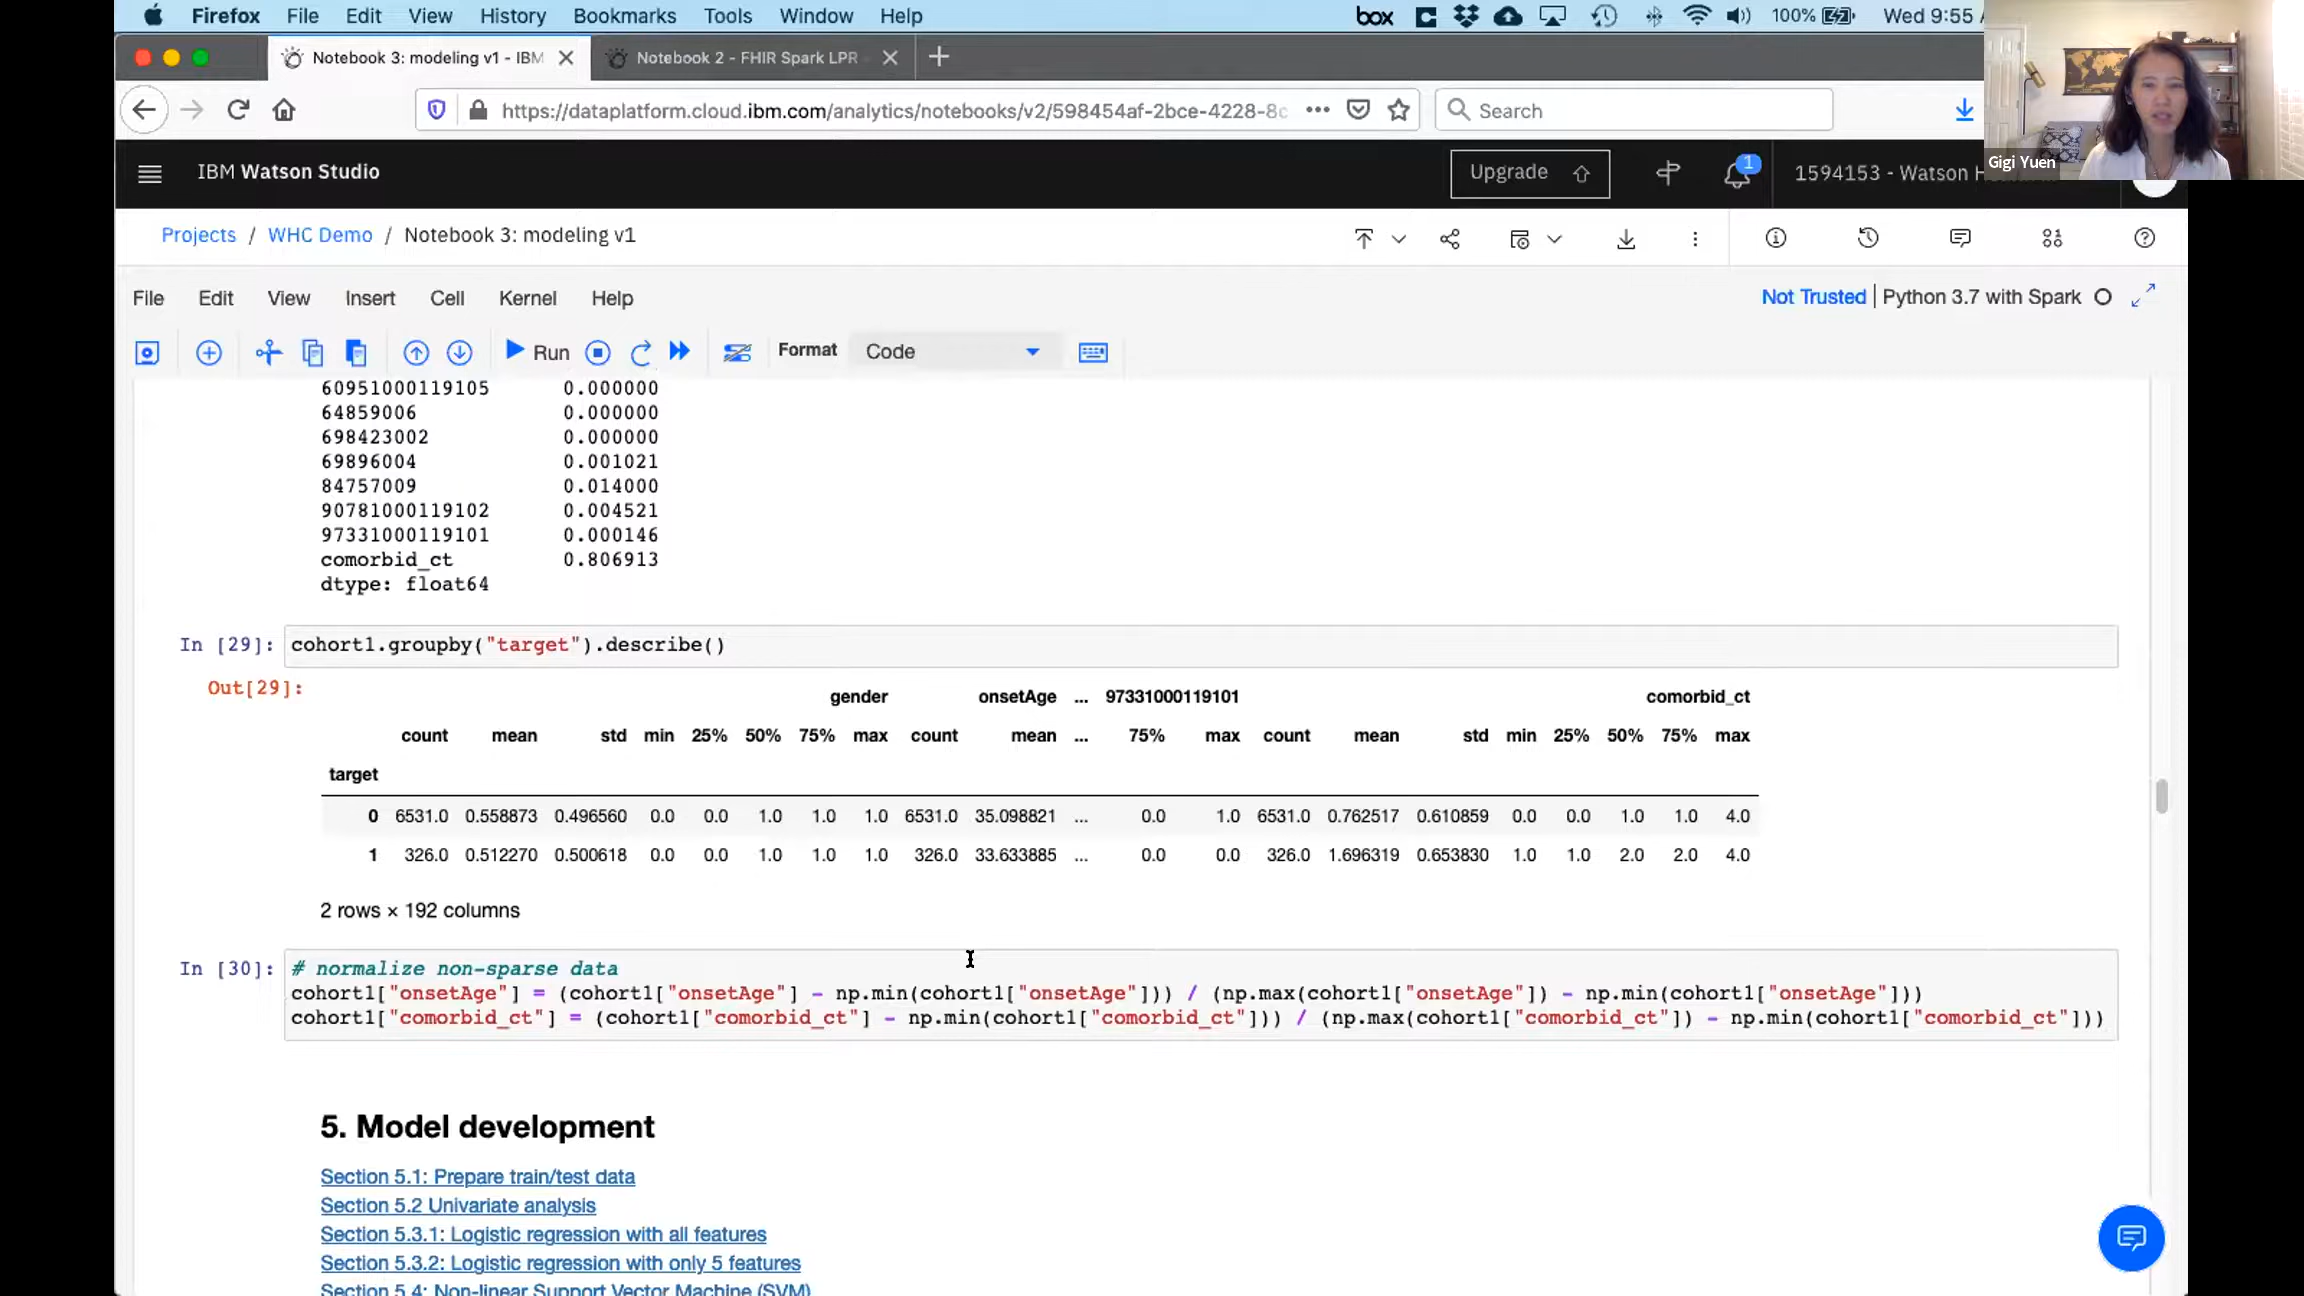 Firefox File Edit View History Bookmarks Tools Window Help box 100% Wed 9:55
Notebook 3: modeling v1 - IBM Notebook 2 - FHIR Spark LPR
https://dataplatform.cloud.ibm.com/analytics/notebooks/v2/598454af-2bce-4228-8c Search
Gigi Yuen
IBM Watson Studio Upgrade 1 1594153 - Watson
Projects / WHC Demo / Notebook 3: modeling v1
File Edit View Insert Cell Kernel Help Not Trusted | Python 3.7 with Spark
Run Format Code
60951000119105 0.000000
64859006 0.000000
698423002 0.000000
69896004 0.001021
84757009 0.014000
90781000119102 0.004521
97331000119101 0.000146
comorbid_ct 0.806913
dtype: float64
In [29]: cohort1.groupby("target").describe()
Out[29]:
gender onsetAge ... 97331000119101 comorbid_ct
count mean std min 25% 50% 75% max count mean ... 75% max count mean std min 25% 50% 75% max
target
0 6531.0 0.558873 0.496560 0.0 0.0 1.0 1.0 1.0 6531.0 35.098821 ... 0.0 1.0 6531.0 0.762517 0.610859 0.0 0.0 1.0 1.0 4.0
1 326.0 0.512270 0.500618 0.0 0.0 1.0 1.0 1.0 326.0 33.633885 ... 0.0 0.0 326.0 1.696319 0.653830 1.0 1.0 2.0 2.0 4.0
2 rows × 192 columns
In [30]: # normalize non-sparse data
cohort1["onsetAge"] = (cohort1["onsetAge"] - np.min(cohort1["onsetAge"])) / (np.max(cohort1["onsetAge"]) - np.min(cohort1["onsetAge"]))
cohort1["comorbid_ct"] = (cohort1["comorbid_ct"] - np.min(cohort1["comorbid_ct"])) / (np.max(cohort1["comorbid_ct"]) - np.min(cohort1["comorbid_ct"]))
5. Model development
Section 5.1: Prepare train/test data
Section 5.2 Univariate analysis
Section 5.3.1: Logistic regression with all features
Section 5.3.2: Logistic regression with only 5 features
Section 5.4: Non-linear Support Vector Machine (SVM)